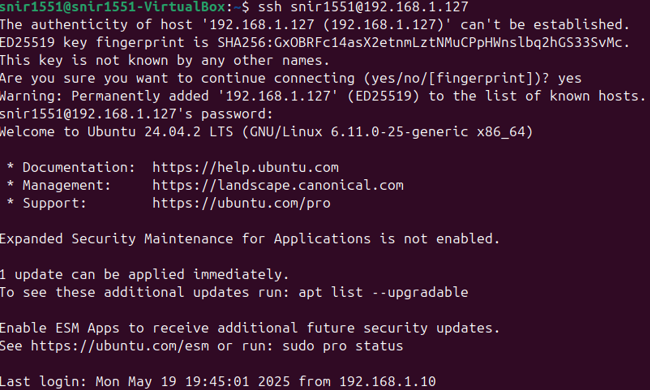 snir1551@snir1551-VirtualBox:~$ ssh snir1551@192.168.1.127
The authenticity of host '192.168.1.127 (192.168.1.127)' can't be established.
ED25519 key fingerprint is SHA256:GxOBRFc14asX2etnmLztNMuCPpHWnslbq2hGS33SvMc.
This key is not known by any other names.
Are you sure you want to continue connecting (yes/no/[fingerprint])? yes
Warning: Permanently added '192.168.1.127' (ED25519) to the list of known hosts.
snir1551@192.168.1.127's password:
Welcome to Ubuntu 24.04.2 LTS (GNU/Linux 6.11.0-25-generic x86_64)

 * Documentation:  https://help.ubuntu.com
 * Management:     https://landscape.canonical.com
 * Support:        https://ubuntu.com/pro

Expanded Security Maintenance for Applications is not enabled.

1 update can be applied immediately.
To see these additional updates run: apt list --upgradable

Enable ESM Apps to receive additional future security updates.
See https://ubuntu.com/esm or run: sudo pro status

Last login: Mon May 19 19:45:01 2025 from 192.168.1.10